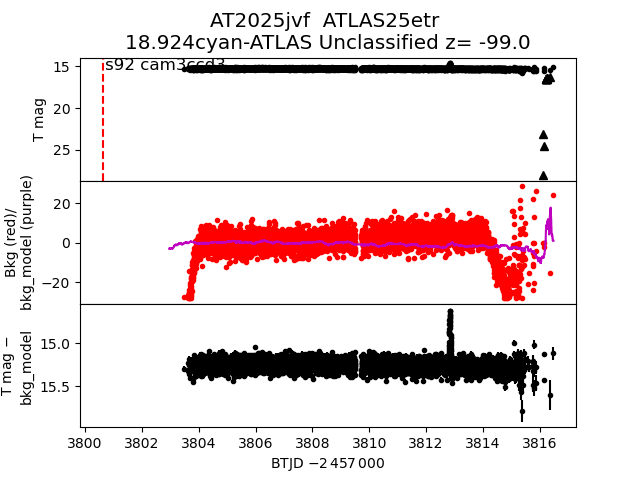 AT2025jvf  ATLAS25etr
18.924cyan-ATLAS Unclassified z= -99.0
s92 cam3ccd3
15
20
25
T mag
20
0
−20
Bkg (red)/
bkg_model (purple)
15.0
15.5
T mag −
bkg_model
3800 3802 3804 3806 3808 3810 3812 3814 3816
BTJD −2 457 000